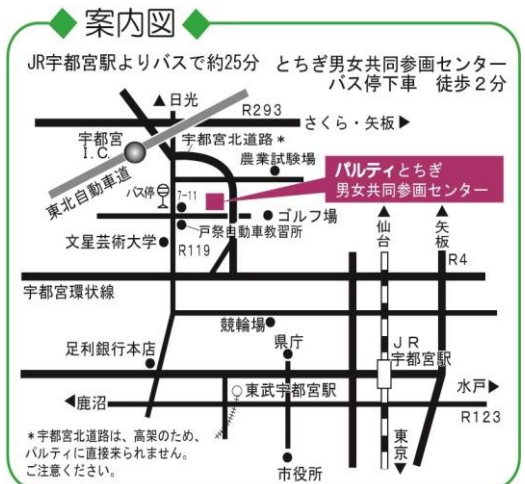 案内図
JR宇都宮駅よりバスで約25分　とちぎ男女共同参画センター
バス停下車　徒歩２分
▲日光
R293
さくら・矢板▶
宇都宮
I.C.
宇都宮北道路*
農業試験場
東北自動車道
パルティとちぎ
男女共同参画センター
バス停
7-11
ゴルフ場
戸祭自動車教習所
文星芸術大学
R119
▲仙台
▲矢板
R4
宇都宮環状線
競輪場
県庁
足利銀行本店
ＪＲ
宇都宮駅
東武宇都宮駅
水戸▶
◀鹿沼
R123
*宇都宮北道路は、高架のため、
パルティに直接来られません。
ご注意ください。
市役所
東京▼